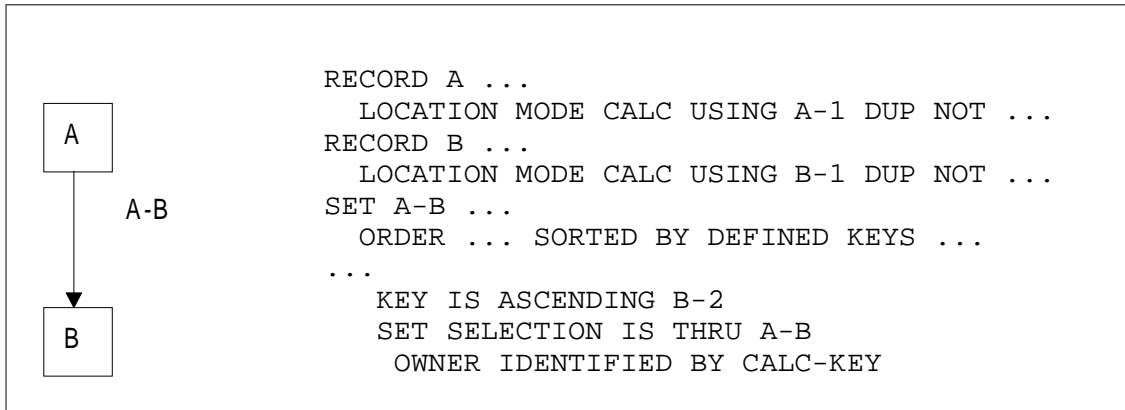 A
A-B
B
RECORD A ...
LOCATION MODE CALC USING A-1 DUP NOT ...
RECORD B ...
LOCATION MODE CALC USING B-1 DUP NOT ...
SET A-B ...
ORDER ... SORTED BY DEFINED KEYS ...
...
KEY IS ASCENDING B-2
SET SELECTION IS THRU A-B
OWNER IDENTIFIED BY CALC-KEY